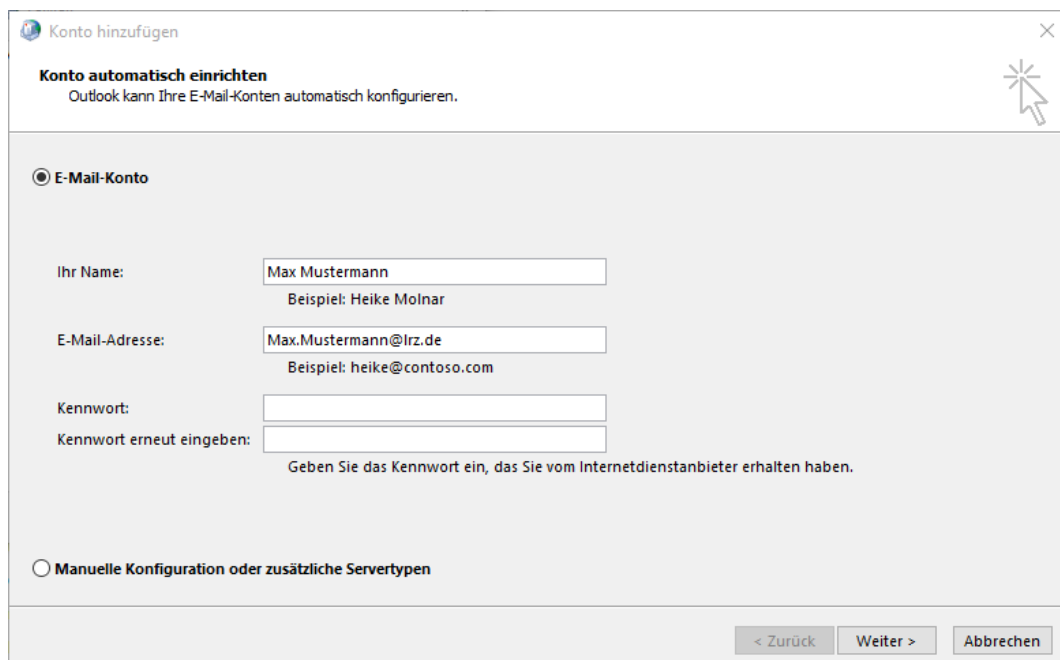 Konto hinzufügen
Konto automatisch einrichten
Outlook kann Ihre E-Mail-Konten automatisch konfigurieren.
E-Mail-Konto
Ihr Name: Max Mustermann
Beispiel: Heike Molnar
E-Mail-Adresse: Max.Mustermann@lrz.de
Beispiel: heike@contoso.com
Kennwort:
Kennwort erneut eingeben:
Geben Sie das Kennwort ein, das Sie vom Internetdienstanbieter erhalten haben.
Manuelle Konfiguration oder zusätzliche Servertypen
< Zurück Weiter > Abbrechen